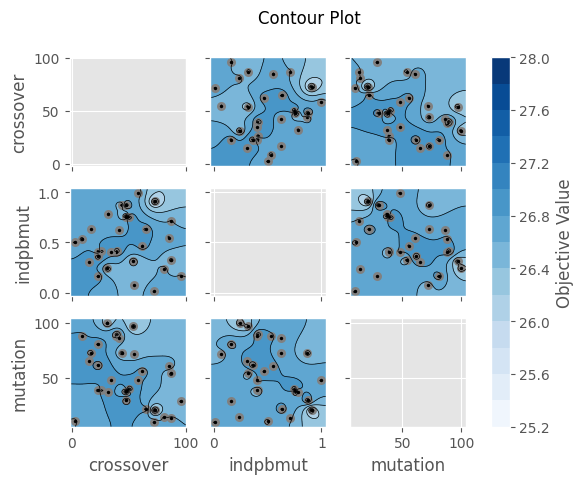 Contour Plot
crossover
100
50
0
indpbmut
1.0
0.5
0.0
mutation
100
50
0
100
crossover
0
1
indpbmut
50
100
mutation
28.0
27.6
27.2
26.8
26.4
26.0
25.6
25.2
Objective Value